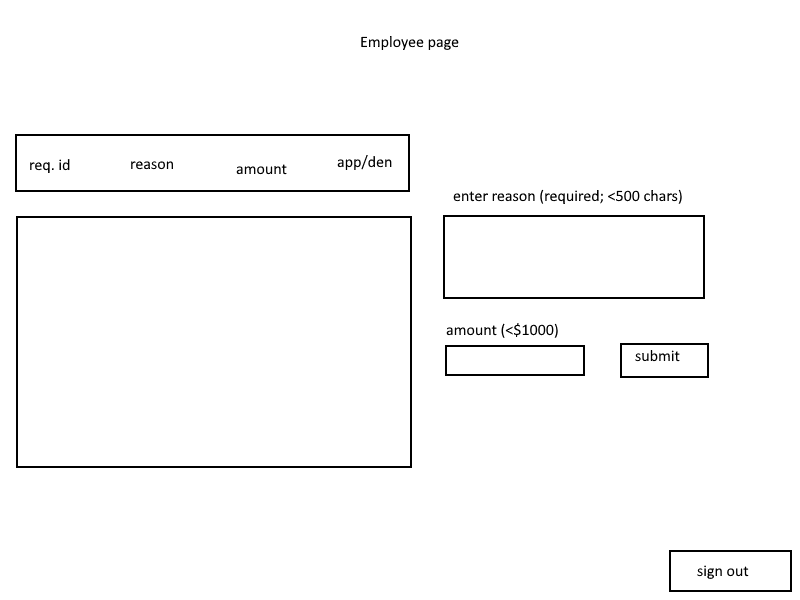 Employee page
req. id reason amount app/den
enter reason (required; <500 chars)
amount (<$1000)
submit
sign out